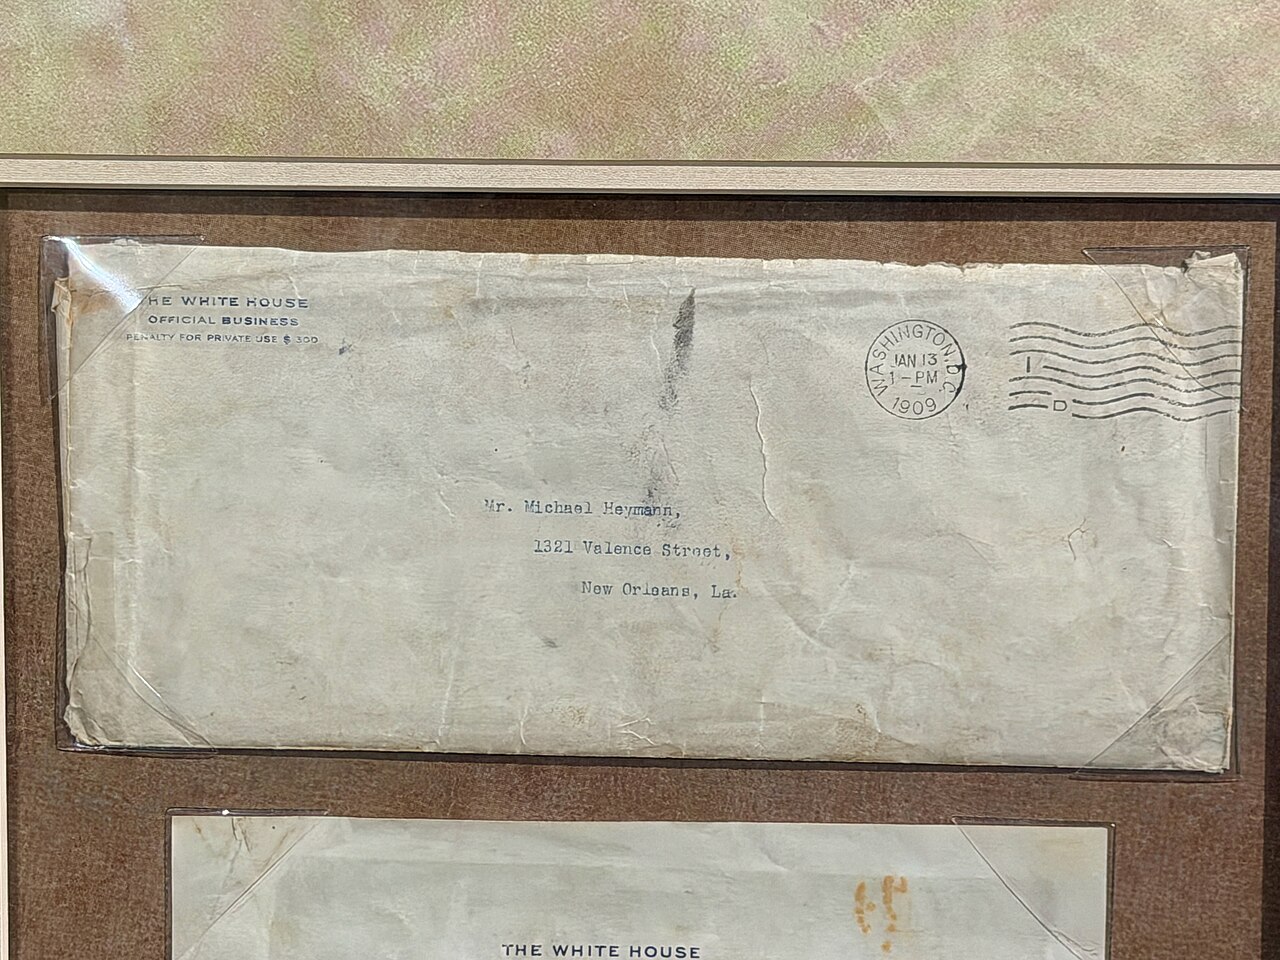 THE WHITE HOUSE
OFFICIAL BUSINESS
PENALTY FOR PRIVATE USE $ 300
WASHINGTON, D.C.
JAN 13
1 - PM
1909
1
D
Mr. Michael Heymann,
1321 Valence Street,
New Orleans, La.
THE WHITE HOUSE